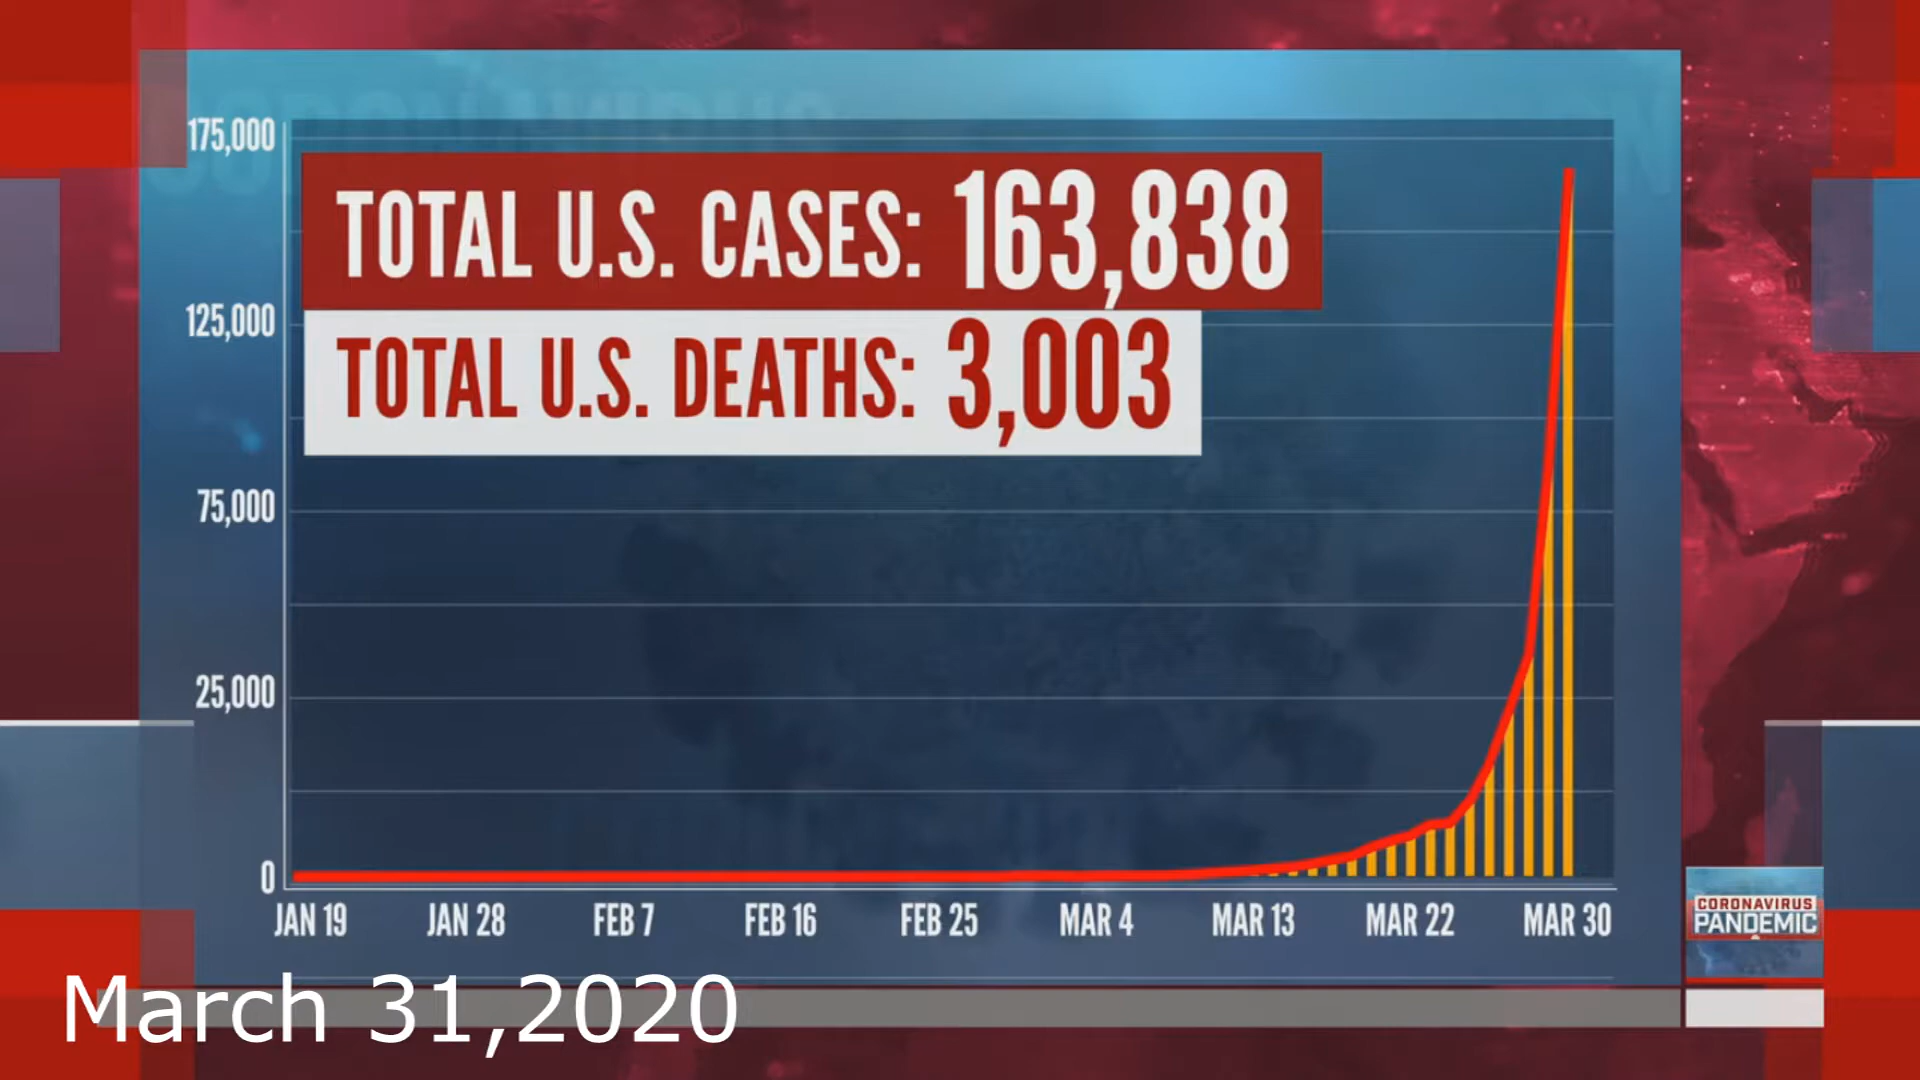 175,000
TOTAL U.S. CASES: 163,838
125,000
TOTAL U.S. DEATHS: 3,003
75,000
25,000
0
JAN 19 JAN 28 FEB 7 FEB 16 FEB 25 MAR 4 MAR 13 MAR 22 MAR 30
CORONAVIRUS
PANDEMIC
March 31,2020